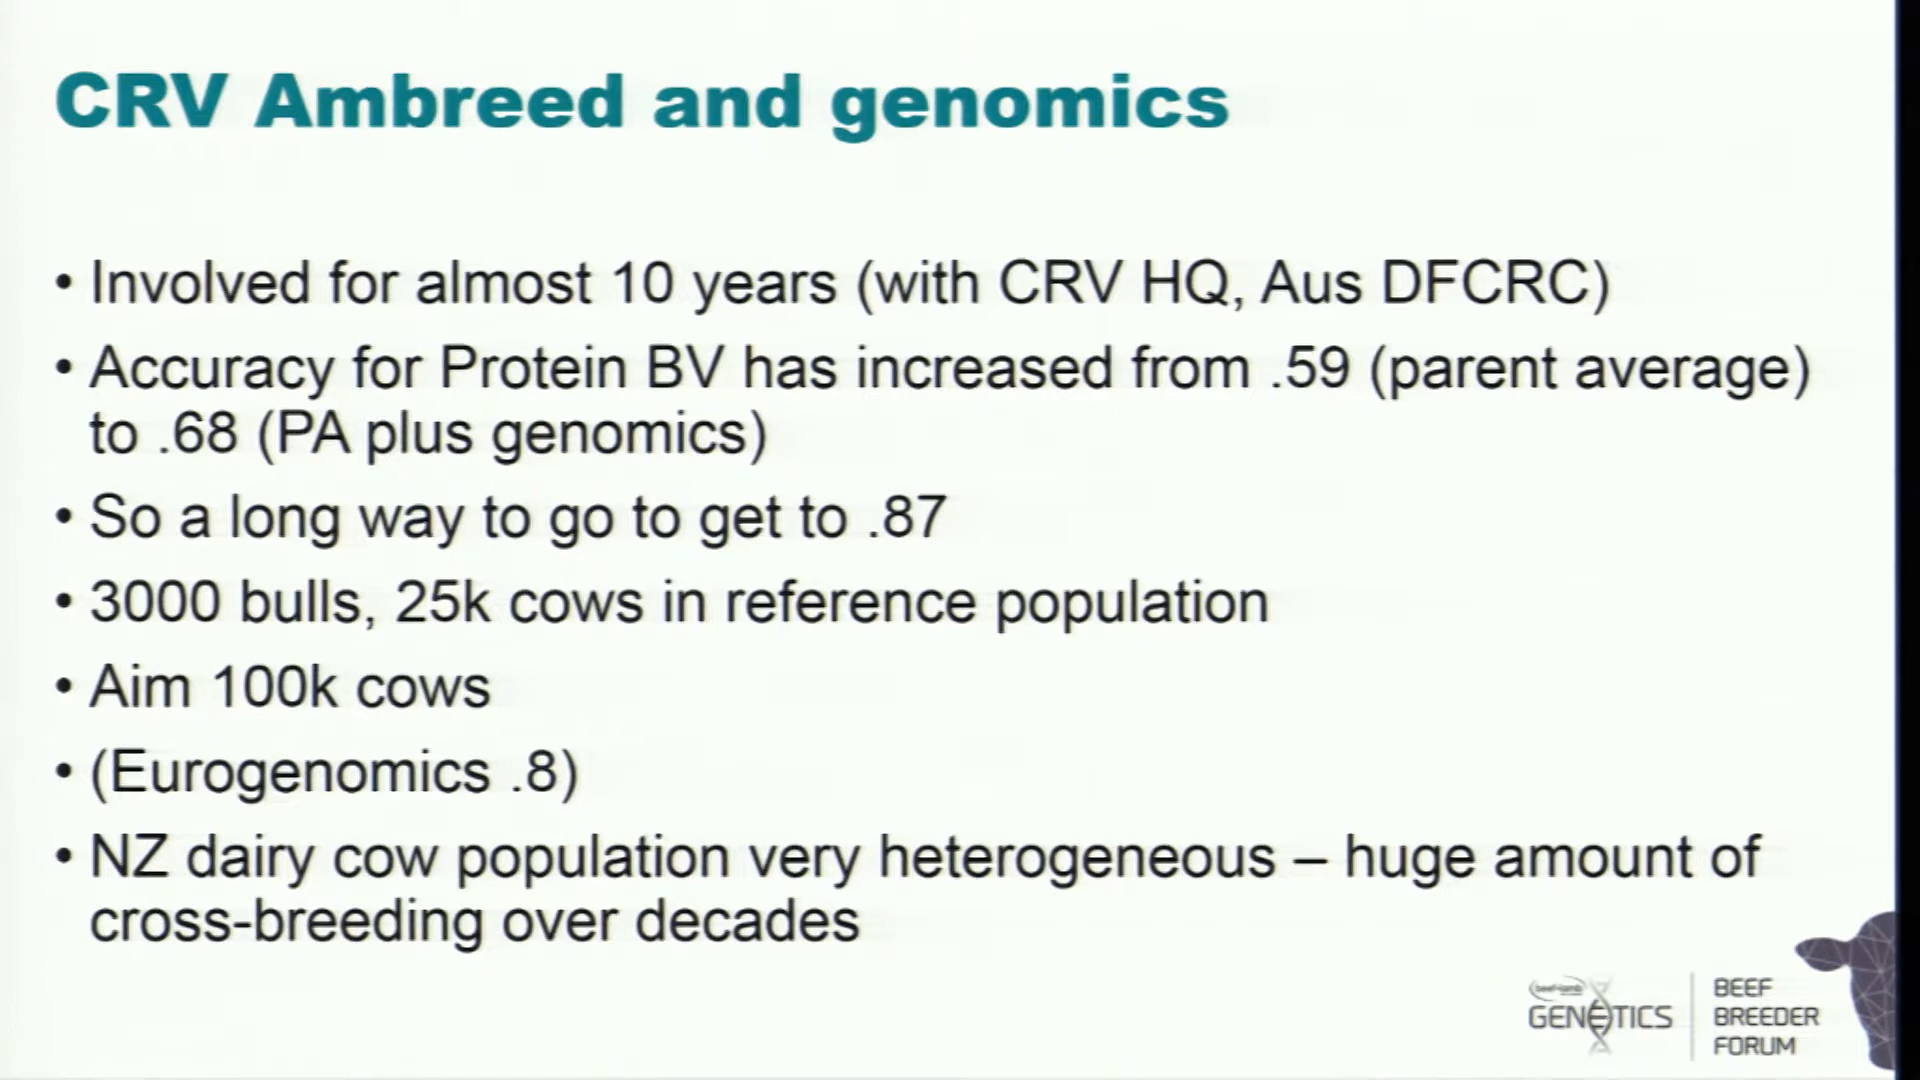 CRV Ambreed and genomics
• Involved for almost 10 years (with CRV HQ, Aus DFCRC)
• Accuracy for Protein BV has increased from .59 (parent average)
to .68 (PA plus genomics)
• So a long way to go to get to .87
• 3000 bulls, 25k cows in reference population
• Aim 100k cows
• (Eurogenomics .8)
• NZ dairy cow population very heterogeneous – huge amount of
cross-breeding over decades
beef+lamb
GENETICS
BEEF
BREEDER
FORUM